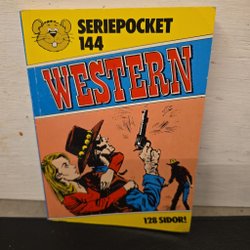 SERIEPOCKET
144
WESTERN
128 SIDOR!